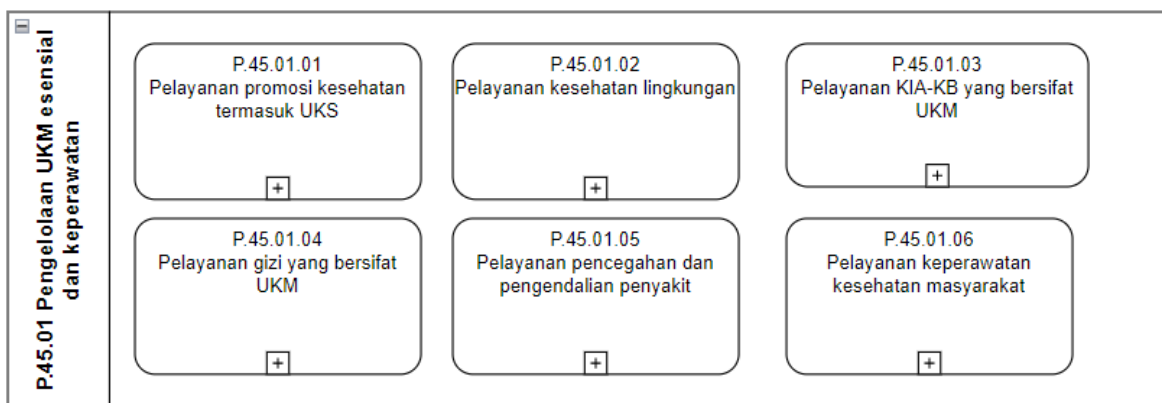 P.45.01 Pengelolaan UKM esensial
dan keperawatan
P.45.01.01
Pelayanan promosi kesehatan
termasuk UKS
P.45.01.02
Pelayanan kesehatan lingkungan
P.45.01.03
Pelayanan KIA-KB yang bersifat
UKM
P.45.01.04
Pelayanan gizi yang bersifat
UKM
P.45.01.05
Pelayanan pencegahan dan
pengendalian penyakit
P.45.01.06
Pelayanan keperawatan
kesehatan masyarakat